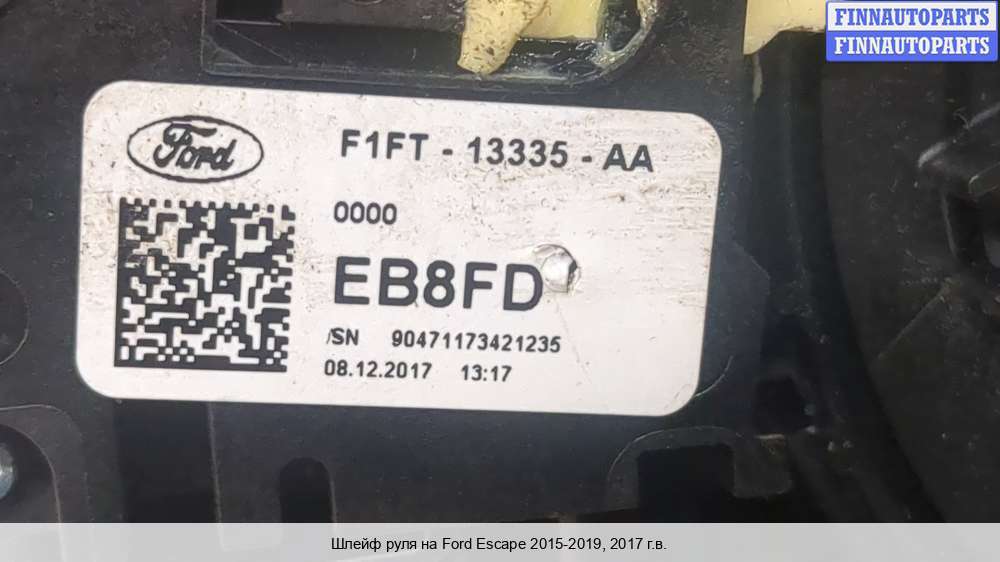 FINNAUTOPARTS
FINNAUTOPARTS
Ford
F1FT - 13335 - AA
0000
EB8FD
/SN 90471173421235
08.12.2017 13:17
Шлейф руля на Ford Escape 2015-2019, 2017 г.в.